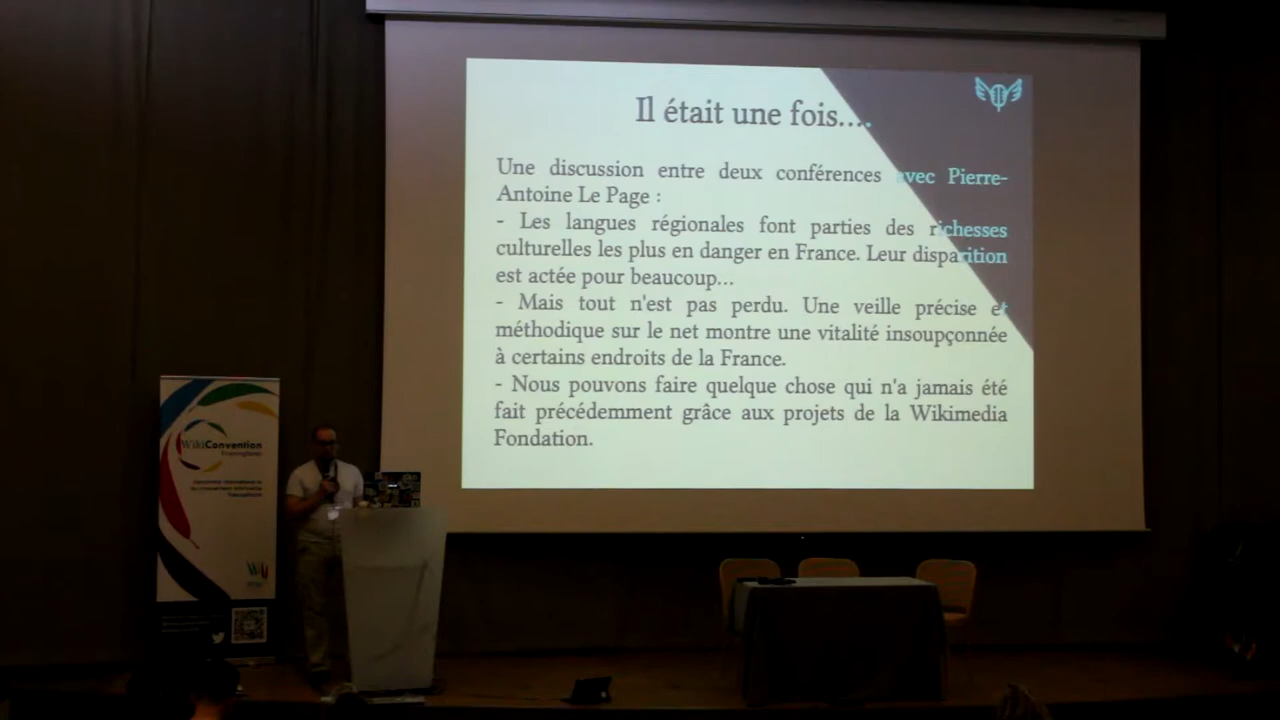 Il était une fois....
Une discussion entre deux conférences avec Pierre-
Antoine Le Page :
- Les langues régionales font parties des richesses
culturelles les plus en danger en France. Leur disparition
est actée pour beaucoup...
- Mais tout n'est pas perdu. Une veille précise et
méthodique sur le net montre une vitalité insoupçonnée
à certains endroits de la France.
- Nous pouvons faire quelque chose qui n'a jamais été
fait précédemment grâce aux projets de la Wikimedia
Fondation.
WikiConvention
Francophone